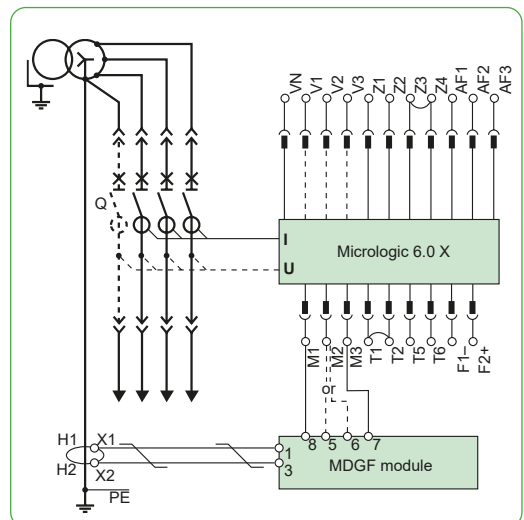 VN V1 V2 V3 Z1 Z2 Z3 Z4 AF1 AF2 AF3
Q
I
Micrologic 6.0 X
U
M1 M2 M3 T1 T2 T5 T6 F1– F2+
or
H1 X1
8 5 6 7
1
MDGF module
3
H2 X2
PE